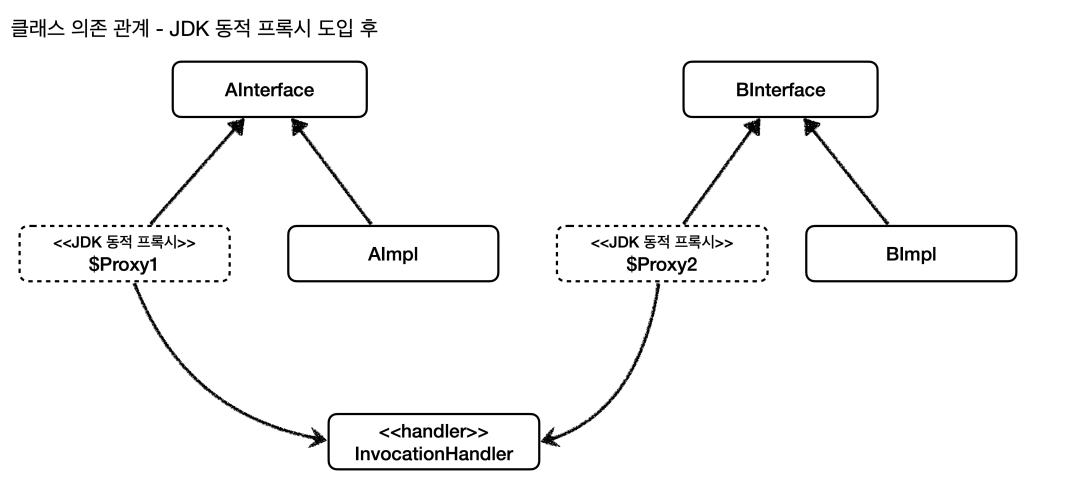 클래스 의존 관계 - JDK 동적 프록시 도입 후
AInterface
BInterface
<<JDK 동적 프록시>>
$Proxy1
AImpl
<<JDK 동적 프록시>>
$Proxy2
BImpl
<<handler>>
InvocationHandler